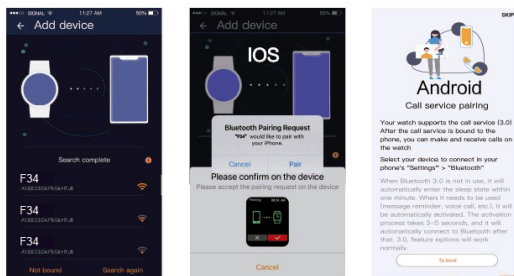 SIGNAL 11:27 AM 50%
← Add device
Search complete
F34
F34
F34
Not bound Search again
SIGNAL 11:27 AM 50%
← Add device
IOS
Bluetooth Pairing Request
"F34" would like to pair with
your iPhone.
Cancel Pair
Please confirm on the device
Please accept the pairing request on the device
Cancel
SKIP
Android
Call service pairing
Your watch supports the call service (3.0)
After the call service is bound to the
phone, you can make and receive calls on
the watch
Select your device to connect in your
phone's "Settings" > "Bluetooth"
When Bluetooth 3.0 is not in use, it will
automatically enter the sleep state within
one minute. When it needs to be used
(message reminder, voice call, etc.), it will
be automatically activated. The activation
process takes 3-5 seconds, and it will
automatically connect to Bluetooth after
that. 3.0, feature options will work
normally.
To bind